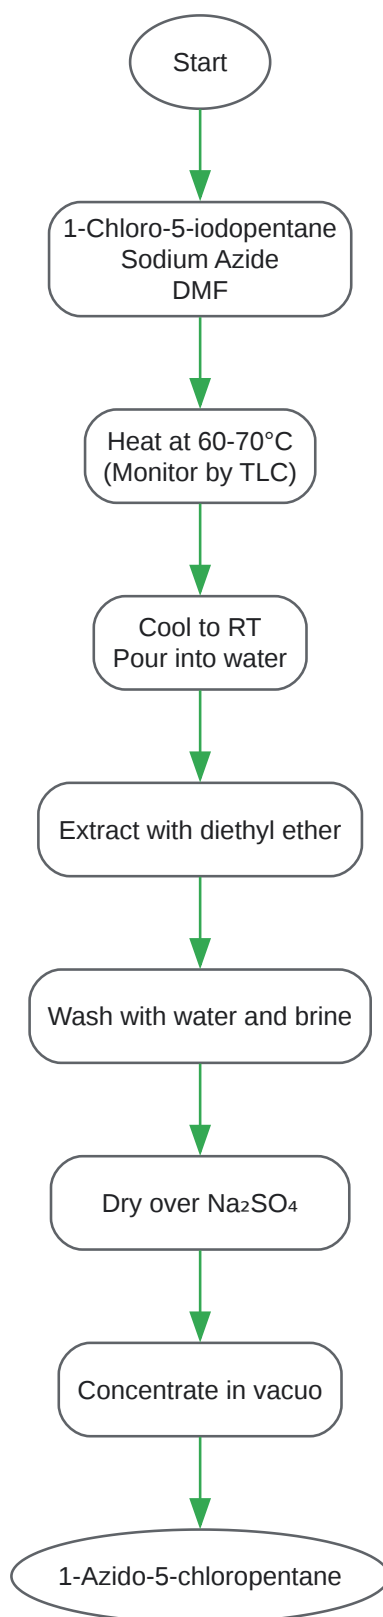 Start
1-Chloro-5-iodopentane
Sodium Azide
DMF
Heat at 60-70°C
(Monitor by TLC)
Cool to RT
Pour into water
Extract with diethyl ether
Wash with water and brine
Dry over Na₂SO₄
Concentrate in vacuo
1-Azido-5-chloropentane